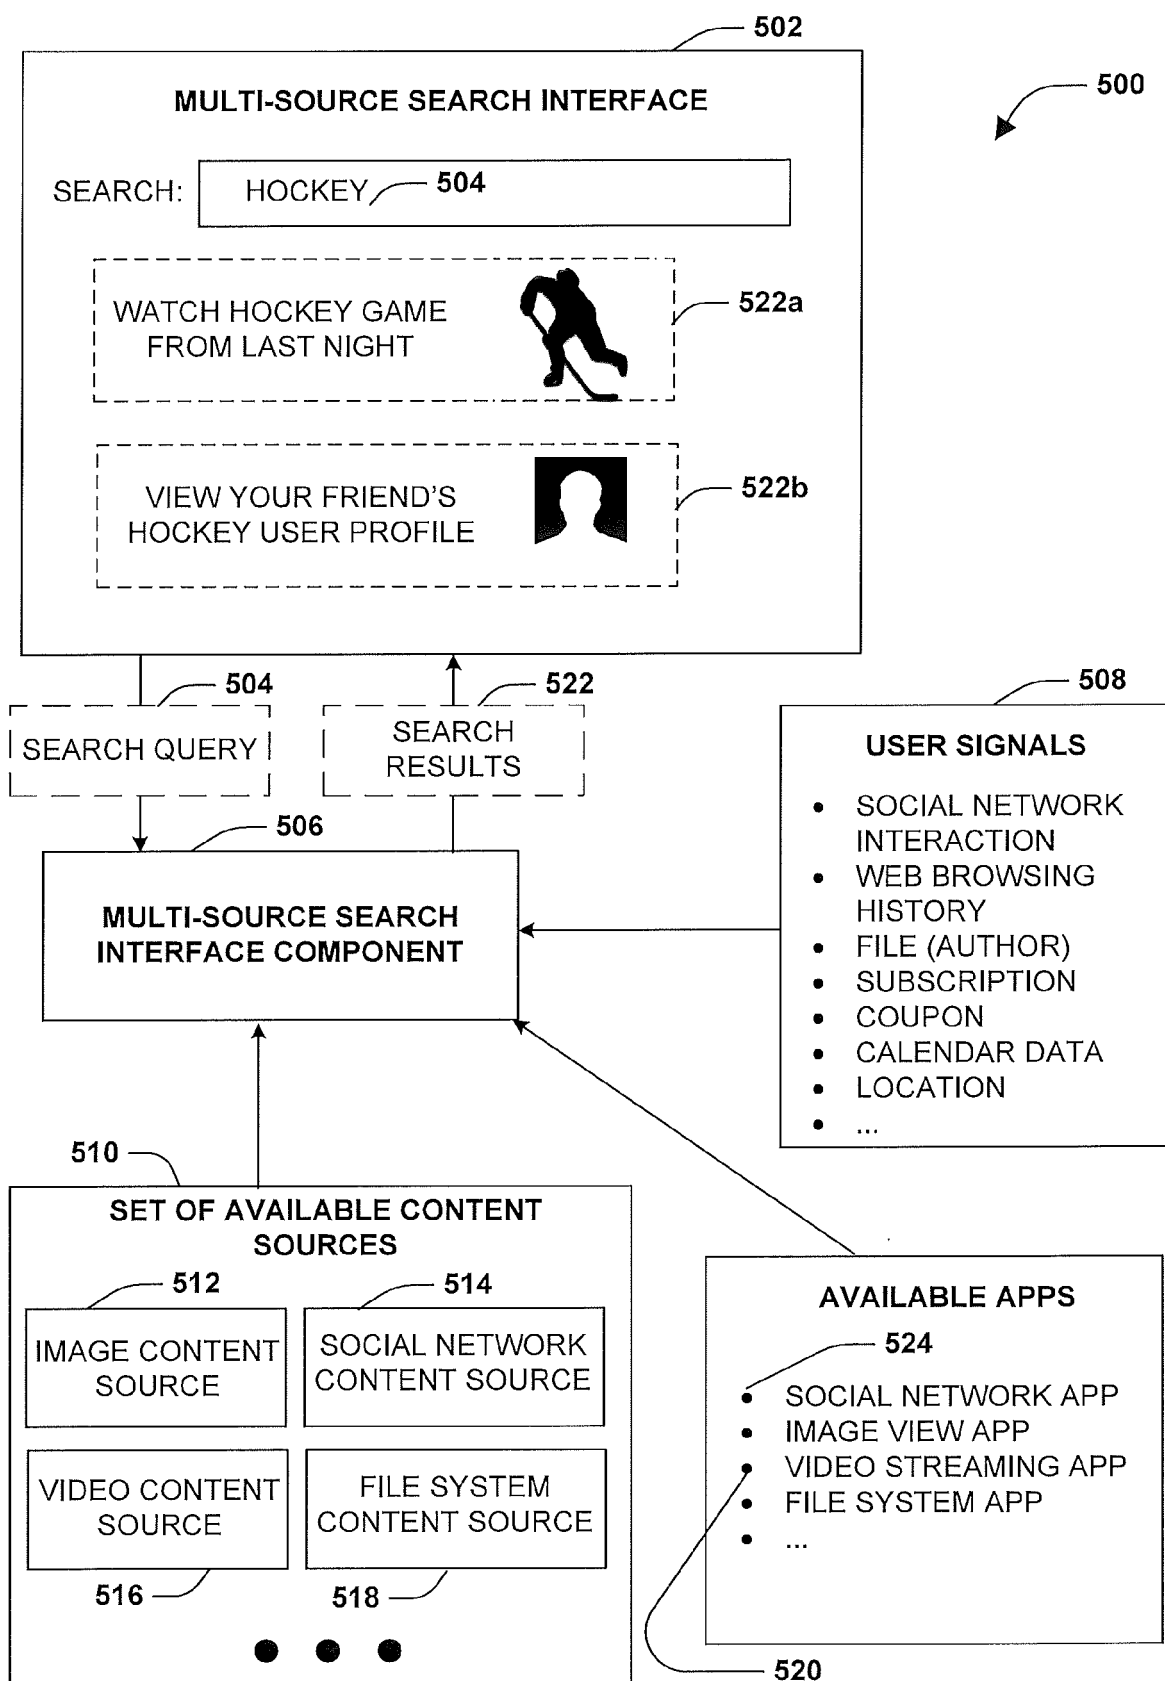 502
500
MULTI-SOURCE SEARCH INTERFACE
SEARCH:
HOCKEY
504
WATCH HOCKEY GAME
FROM LAST NIGHT
522a
VIEW YOUR FRIEND'S
HOCKEY USER PROFILE
522b
504
SEARCH QUERY
522
SEARCH
RESULTS
506
MULTI-SOURCE SEARCH
INTERFACE COMPONENT
508
USER SIGNALS
• SOCIAL NETWORK
INTERACTION
• WEB BROWSING
HISTORY
• FILE (AUTHOR)
• SUBSCRIPTION
• COUPON
• CALENDAR DATA
• LOCATION
• ...
510
SET OF AVAILABLE CONTENT
SOURCES
512
IMAGE CONTENT
SOURCE
514
SOCIAL NETWORK
CONTENT SOURCE
VIDEO CONTENT
SOURCE
516
FILE SYSTEM
CONTENT SOURCE
518
AVAILABLE APPS
524
• SOCIAL NETWORK APP
• IMAGE VIEW APP
• VIDEO STREAMING APP
• FILE SYSTEM APP
• ...
520